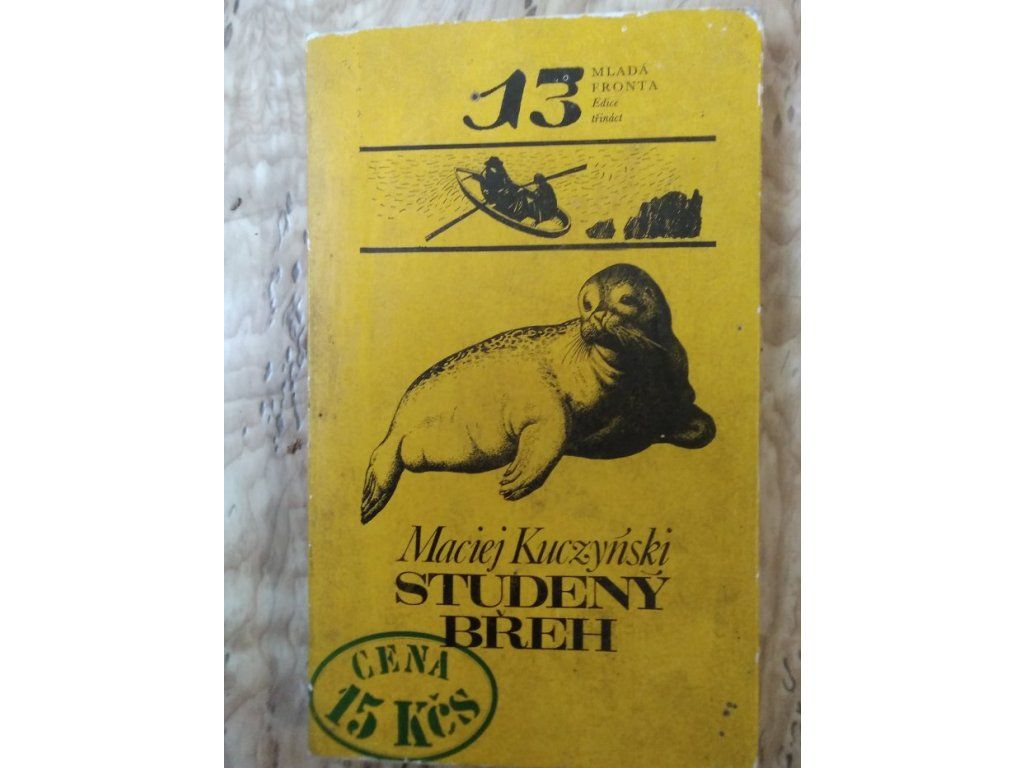 13
MLADÁ
FRONTA
Edice
třináct
Maciej Kuczyński
STUDENÝ
BŘEH
CENA
15 KČS